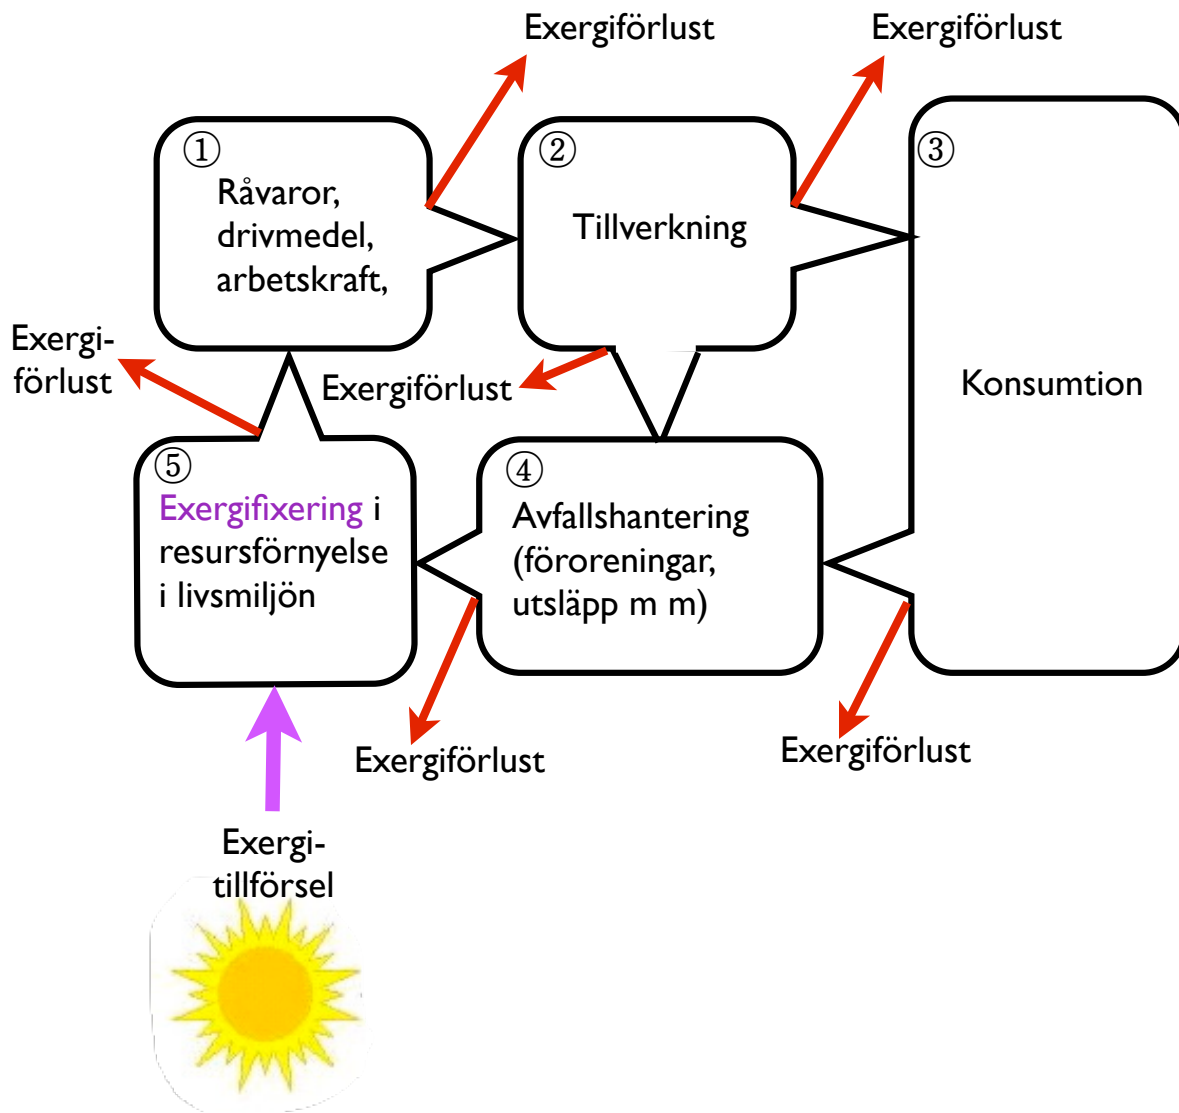 Exergiförlust
Exergiförlust
①
Råvaror,
drivmedel,
arbetskraft,
②
Tillverkning
③
Konsumtion
Exergi-
förlust
Exergiförlust
⑤
Exergifixering i
resursförnyelse
i livsmiljön
④
Avfallshantering
(föroreningar,
utsläpp m m)
Exergiförlust
Exergiförlust
Exergi-
tillförsel